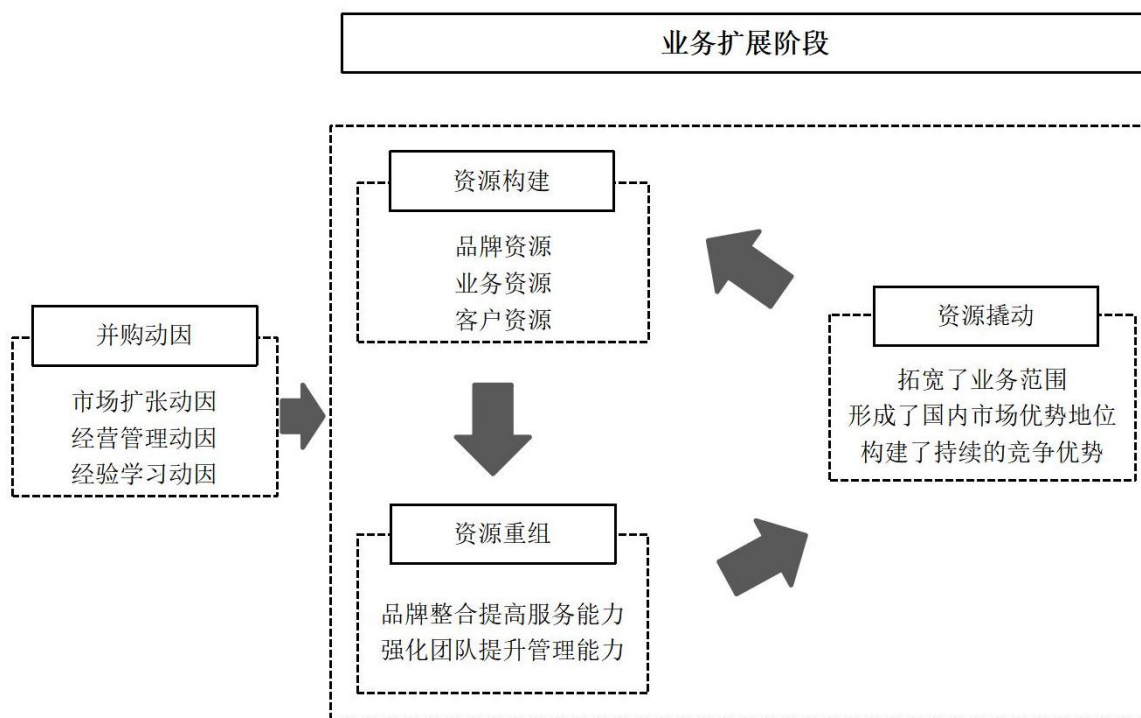 业务扩展阶段
并购动因
市场扩张动因
经营管理动因
经验学习动因
资源构建
品牌资源
业务资源
客户资源
资源重组
品牌整合提高服务能力
强化团队提升管理能力
资源撬动
拓宽了业务范围
形成了国内市场优势地位
构建了持续的竞争优势